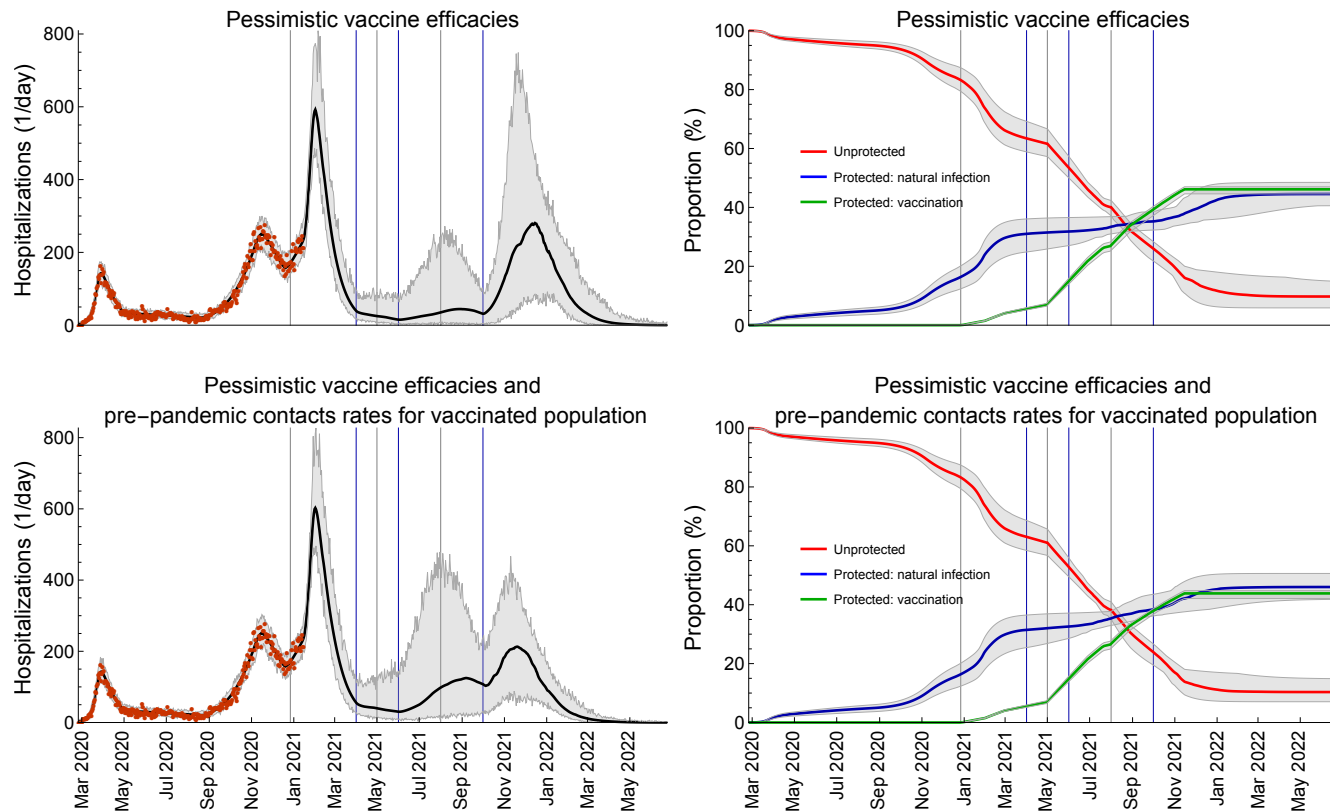 Pessimistic vaccine efficacies
Hospitalizations (1/day)
800
600
400
200
0
Pessimistic vaccine efficacies
Proportion (%)
100
80
60
40
20
0
Unprotected
Protected: natural infection
Protected: vaccination
Pessimistic vaccine efficacies and
pre−pandemic contacts rates for vaccinated population
Hospitalizations (1/day)
800
600
400
200
0
Mar 2020
May 2020
Jul 2020
Sep 2020
Nov 2020
Jan 2021
Mar 2021
May 2021
Jul 2021
Sep 2021
Nov 2021
Jan 2022
Mar 2022
May 2022
Pessimistic vaccine efficacies and
pre−pandemic contacts rates for vaccinated population
Proportion (%)
100
80
60
40
20
0
Unprotected
Protected: natural infection
Protected: vaccination
Mar 2020
May 2020
Jul 2020
Sep 2020
Nov 2020
Jan 2021
Mar 2021
May 2021
Jul 2021
Sep 2021
Nov 2021
Jan 2022
Mar 2022
May 2022